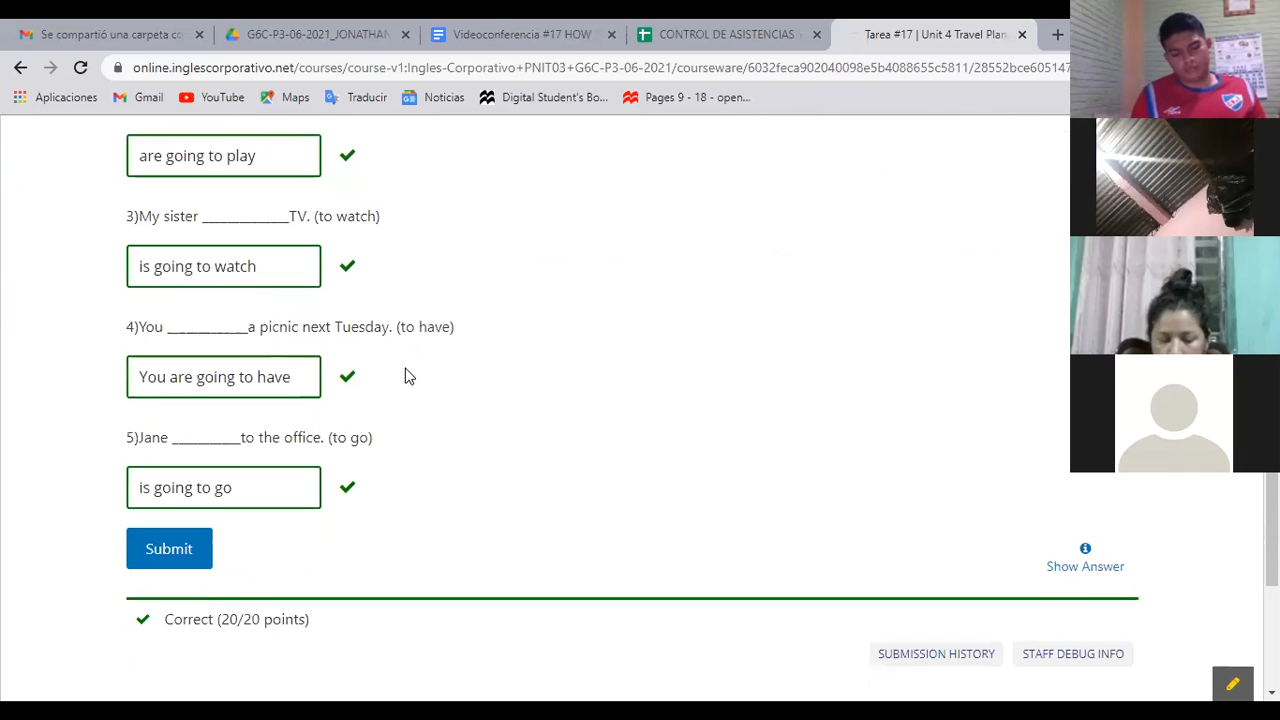 Se compartió una carpeta co
G6C-P3-06-2021_JONATHAN
Videoconferencia #17 HOW
CONTROL DE ASISTENCIAS
Tarea #17 | Unit 4 Travel Plan
online.inglescorporativo.net/courses/course-v1:Ingles-Corporativo+PNIT03+G6C-P3-06-2021/courseware/6032feca902040098e5b4088655c5811/28552bce605147
Aplicaciones
Gmail
YouTube
Maps
Traducir
Noticias
Digital Student's Bo...
Pages 9 - 18 - open...
are going to play
3)My sister ______________TV. (to watch)
is going to watch
4)You _____________a picnic next Tuesday. (to have)
You are going to have
5)Jane ___________to the office. (to go)
is going to go
Submit
Show Answer
Correct (20/20 points)
SUBMISSION HISTORY
STAFF DEBUG INFO